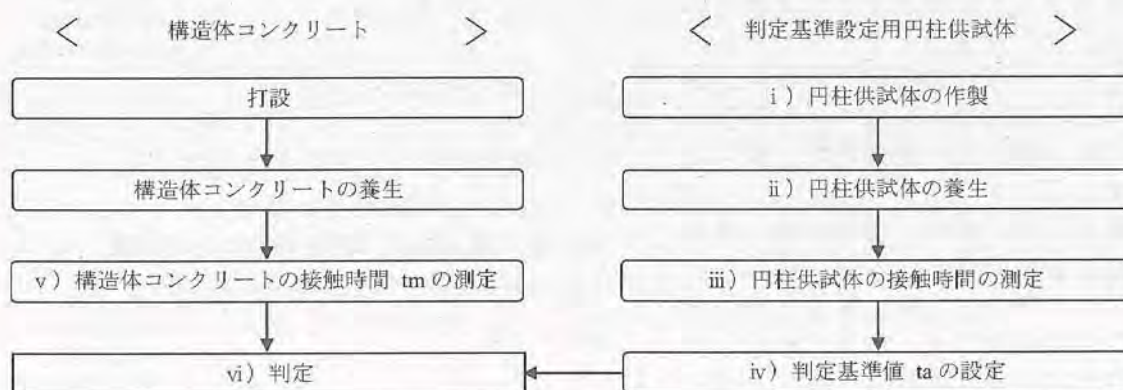 < 構造体コンクリート >
打設
構造体コンクリートの養生
v) 構造体コンクリートの接触時間 tmの測定
vi) 判定
< 判定基準設定用円柱供試体 >
i) 円柱供試体の作製
ii) 円柱供試体の養生
iii) 円柱供試体の接触時間の測定
iv) 判定基準値 ta の設定